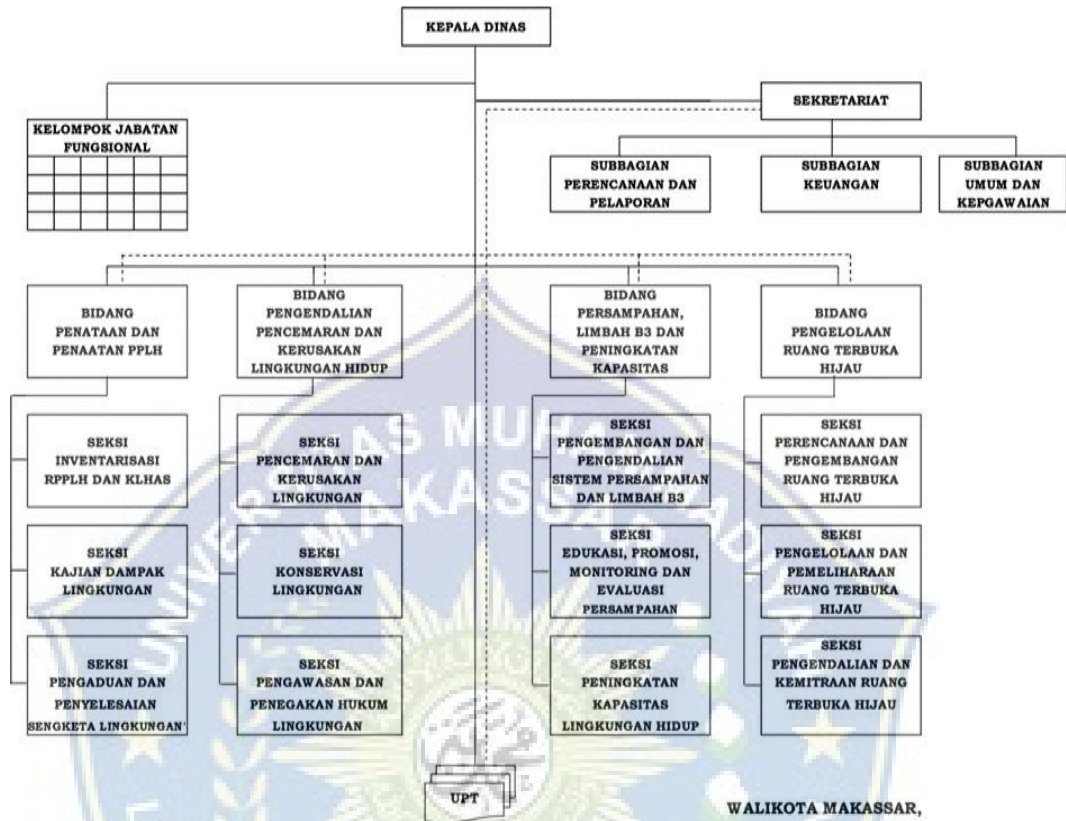 KEPALA DINAS
SEKRETARIAT
KELOMPOK JABATAN
FUNGSIONAL
SUBBAGIAN
PERENCANAAN DAN
PELAPORAN
SUBBAGIAN
KEUANGAN
SUBBAGIAN
UMUM DAN
KEPGAWAIAN
BIDANG
PENATAAN DAN
PENAATAN PPLH
BIDANG
PENGENDALIAN
PENCEMARAN DAN
KERUSAKAN
LINGKUNGAN HIDUP
BIDANG
PERSAMPAHAN,
LIMBAH B3 DAN
PENINGKATAN
KAPASITAS
BIDANG
PENGELOLAAN
RUANG TERBUKA
HIJAU
SEKSI
INVENTARISASI
RPPLH DAN KLHAS
SEKSI
PENCEMARAN DAN
KERUSAKAN
LINGKUNGAN
SEKSI
PENGEMBANGAN DAN
PENGENDALIAN
SISTEM PERSAMPAHAN
DAN LIMBAH B3
SEKSI
PERENCANAAN DAN
PENGEMBANGAN
RUANG TERBUKA
HIJAU
SEKSI
KAJIAN DAMPAK
LINGKUNGAN
SEKSI
KONSERVASI
LINGKUNGAN
SEKSI
EDUKASI, PROMOSI,
MONITORING DAN
EVALUASI
PERSAMPAHAN
SEKSI
PENGELOLAAN DAN
PEMELIHARAAN
RUANG TERBUKA
HIJAU
SEKSI
PENGADUAN DAN
PENYELESAIAN
SENGKETA LINGKUNGAN'
SEKSI
PENGAWASAN DAN
PENEGAKAN HUKUM
LINGKUNGAN
SEKSI
PENINGKATAN
KAPASITAS
LINGKUNGAN HIDUP
SEKSI
PENGENDALIAN DAN
KEMITRAAN RUANG
TERBUKA HIJAU
UPT
WALIKOTA MAKASSAR,
UNIVERSITAS MUHAMMADIYAH
MAKASSAR